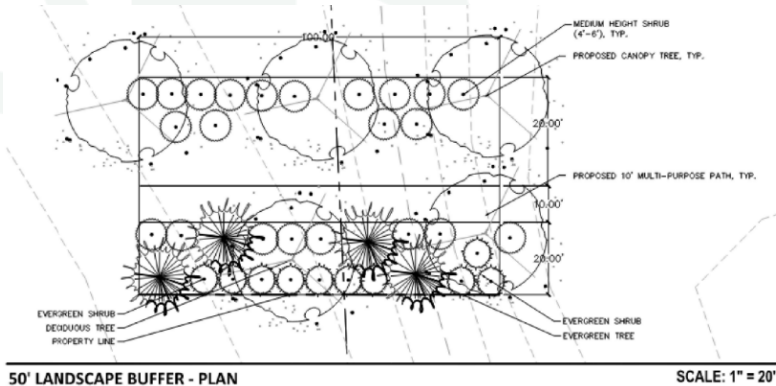 100.00'
MEDIUM HEIGHT SHRUB
(4'-6'), TYP.
PROPOSED CANOPY TREE, TYP.
20.00'
PROPOSED 10' MULTI-PURPOSE PATH, TYP.
10.00'
20.00'
EVERGREEN SHRUB
DECIDUOUS TREE
PROPERTY LINE
EVERGREEN SHRUB
EVERGREEN TREE
50' LANDSCAPE BUFFER - PLAN
SCALE: 1" = 20'